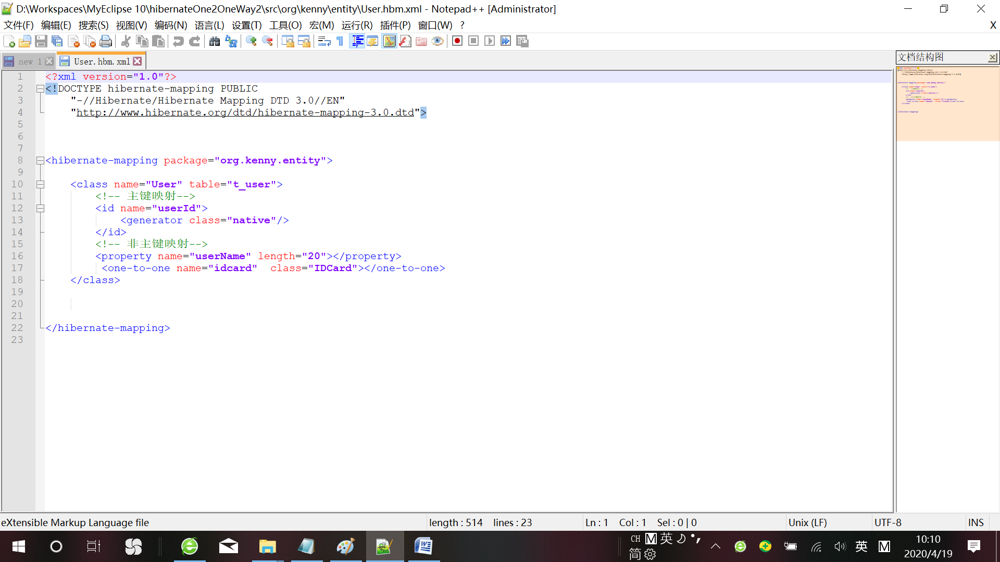 D:\Workspaces\MyEclipse 10\hibernateOne2OneWay2\src\org\kenny\entity\User.hbm.xml - Notepad++ [Administrator]
文件(F) 编辑(E) 搜索(S) 视图(V) 编码(N) 语言(L) 设置(T) 工具(O) 宏(M) 运行(R) 插件(P) 窗口(W) ? X
new 1 User.hbm.xml
文档结构图
1 <?xml version="1.0"?>
2 <!DOCTYPE hibernate-mapping PUBLIC
3 "-//Hibernate/Hibernate Mapping DTD 3.0//EN"
4 "http://www.hibernate.org/dtd/hibernate-mapping-3.0.dtd">
5
6
7
8 <hibernate-mapping package="org.kenny.entity">
9
10 <class name="User" table="t_user">
11 <!-- 主键映射-->
12 <id name="userId">
13 <generator class="native"/>
14 </id>
15 <!-- 非主键映射-->
16 <property name="userName" length="20"></property>
17 <one-to-one name="idcard"  class="IDCard"></one-to-one>
18 </class>
19
20
21
22 </hibernate-mapping>
23
eXtensible Markup Language file length : 514 lines : 23 Ln : 1 Col : 1 Sel : 0 | 0 Unix (LF) UTF-8 INS
CH M 英
简
英 M
10:10
2020/4/19